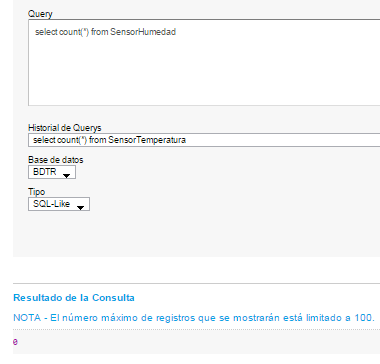 Query
select count(*) from SensorHumedad
Historial de Querys
select count(*) from SensorTemperatura
Base de datos
BDTR
Tipo
SQL-Like
Resultado de la Consulta
NOTA - El número máximo de registros que se mostrarán está limitado a 100.
e